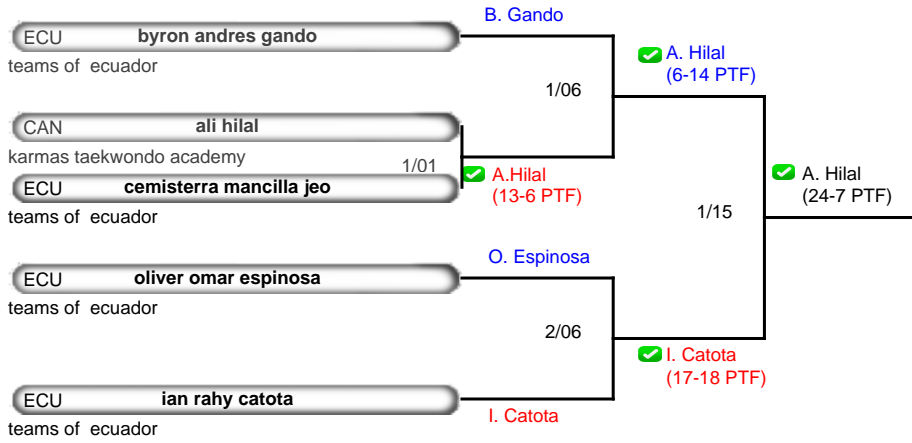 B. Gando
ECU byron andres gando
teams of ecuador
A. Hilal
(6-14 PTF)
1/06
CAN ali hilal
karmas taekwondo academy
1/01
A.Hilal
(13-6 PTF)
ECU cemisterra mancilla jeo
teams of ecuador
A. Hilal
(24-7 PTF)
1/15
O. Espinosa
ECU oliver omar espinosa
teams of ecuador
2/06
I. Catota
(17-18 PTF)
ECU ian rahy catota
I. Catota
teams of ecuador